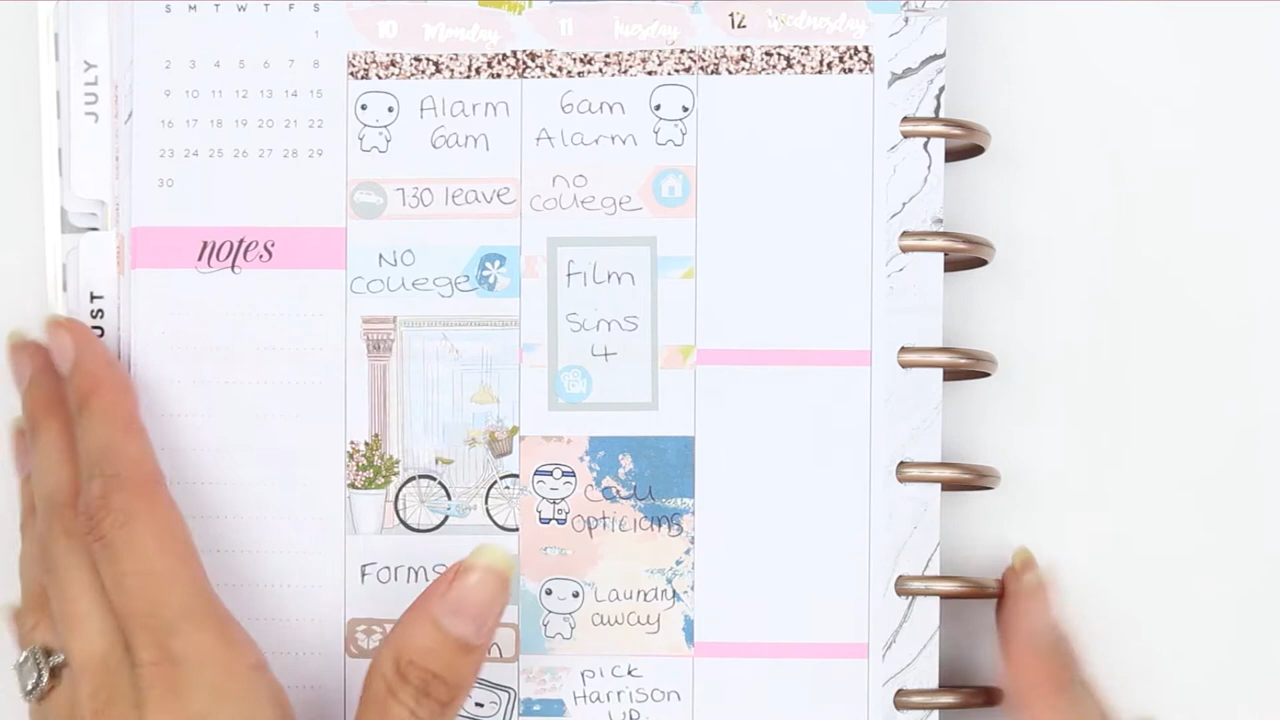 S M T W T F S
1
2 3 4 5 6 7 8
9 10 11 12 13 14 15
16 17 18 19 20 21 22
23 24 25 26 27 28 29
30
JULY
UST
notes
10 Monday
Alarm
6am
730 leave
NO
college
Forms
11 Tuesday
6am
Alarm
no
college
film
sims
4
call
opticians
Laundry
away
pick
Harrison
up
12 Wednesday